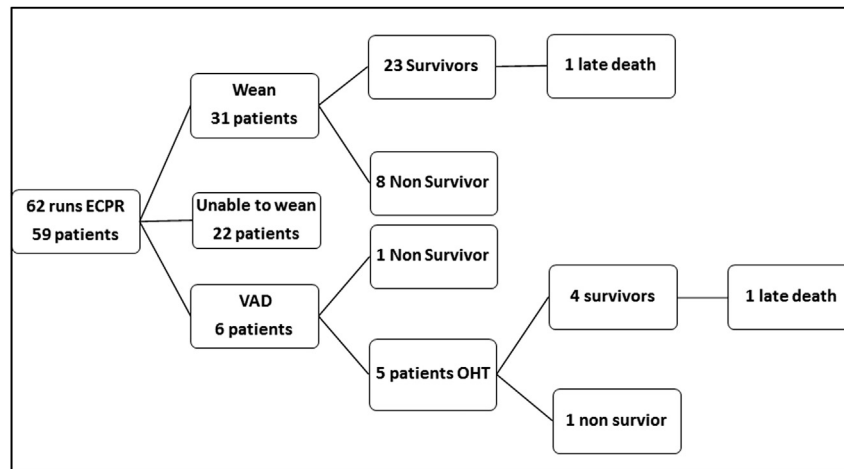 62 runs ECPR
59 patients
Wean
31 patients
Unable to wean
22 patients
VAD
6 patients
23 Survivors
8 Non Survivor
1 Non Survivor
5 patients OHT
1 late death
4 survivors
1 non survior
1 late death